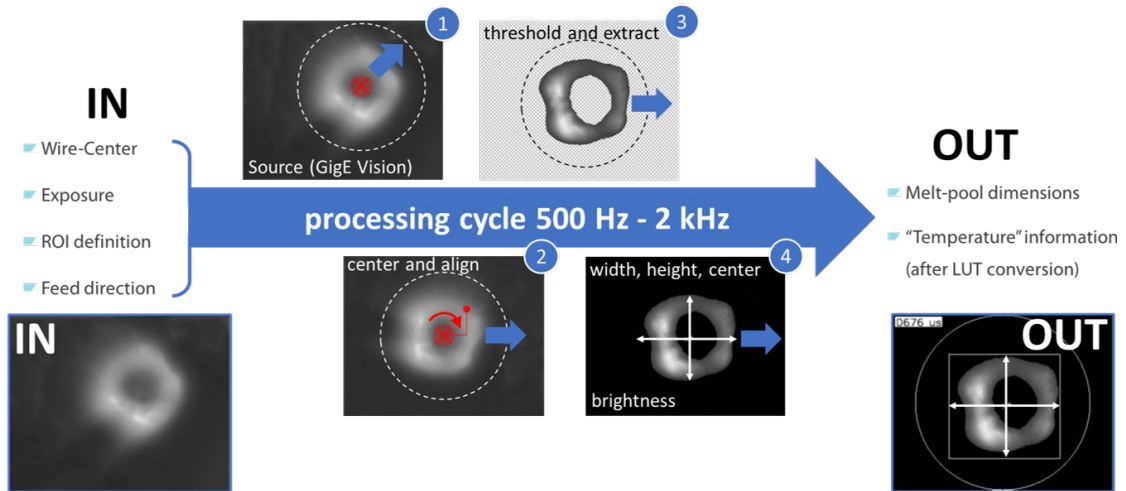 IN
Wire-Center
Exposure
ROI definition
Feed direction
1
Source (GigE Vision)
3
threshold and extract
processing cycle 500 Hz - 2 kHz
2
center and align
4
width, height, center
brightness
OUT
Melt-pool dimensions
“Temperature” information
(after LUT conversion)
IN
0676 us
OUT